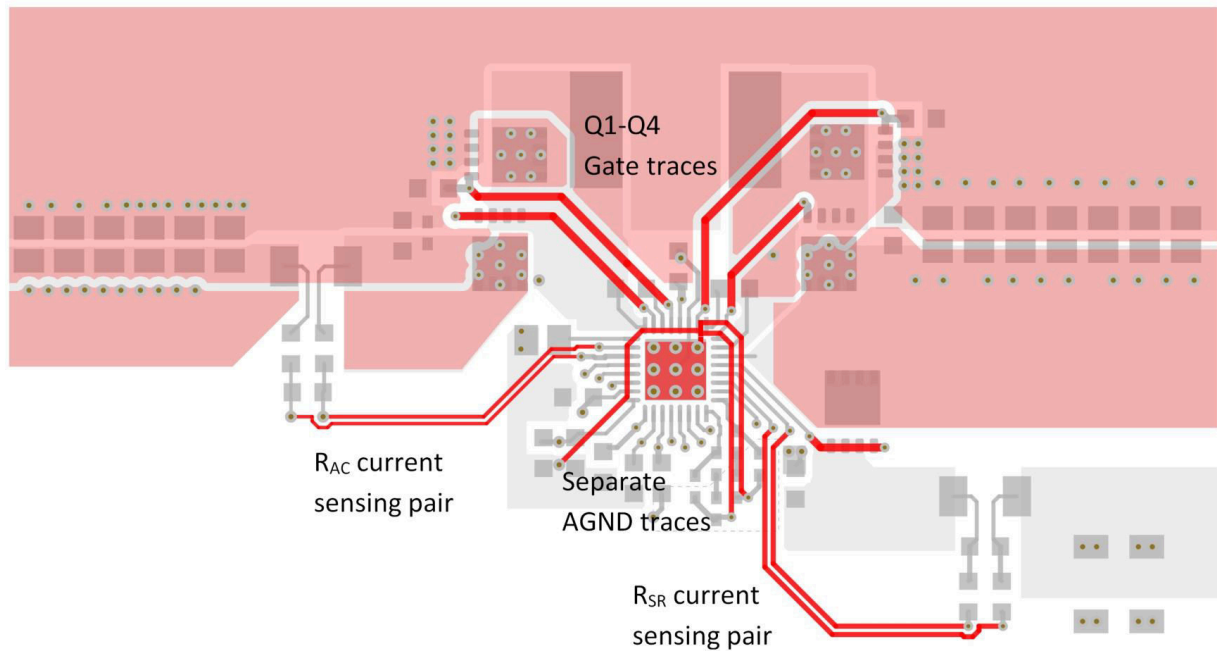 Q1-Q4
Gate traces
RAC current
sensing pair
Separate
AGND traces
RSR current
sensing pair